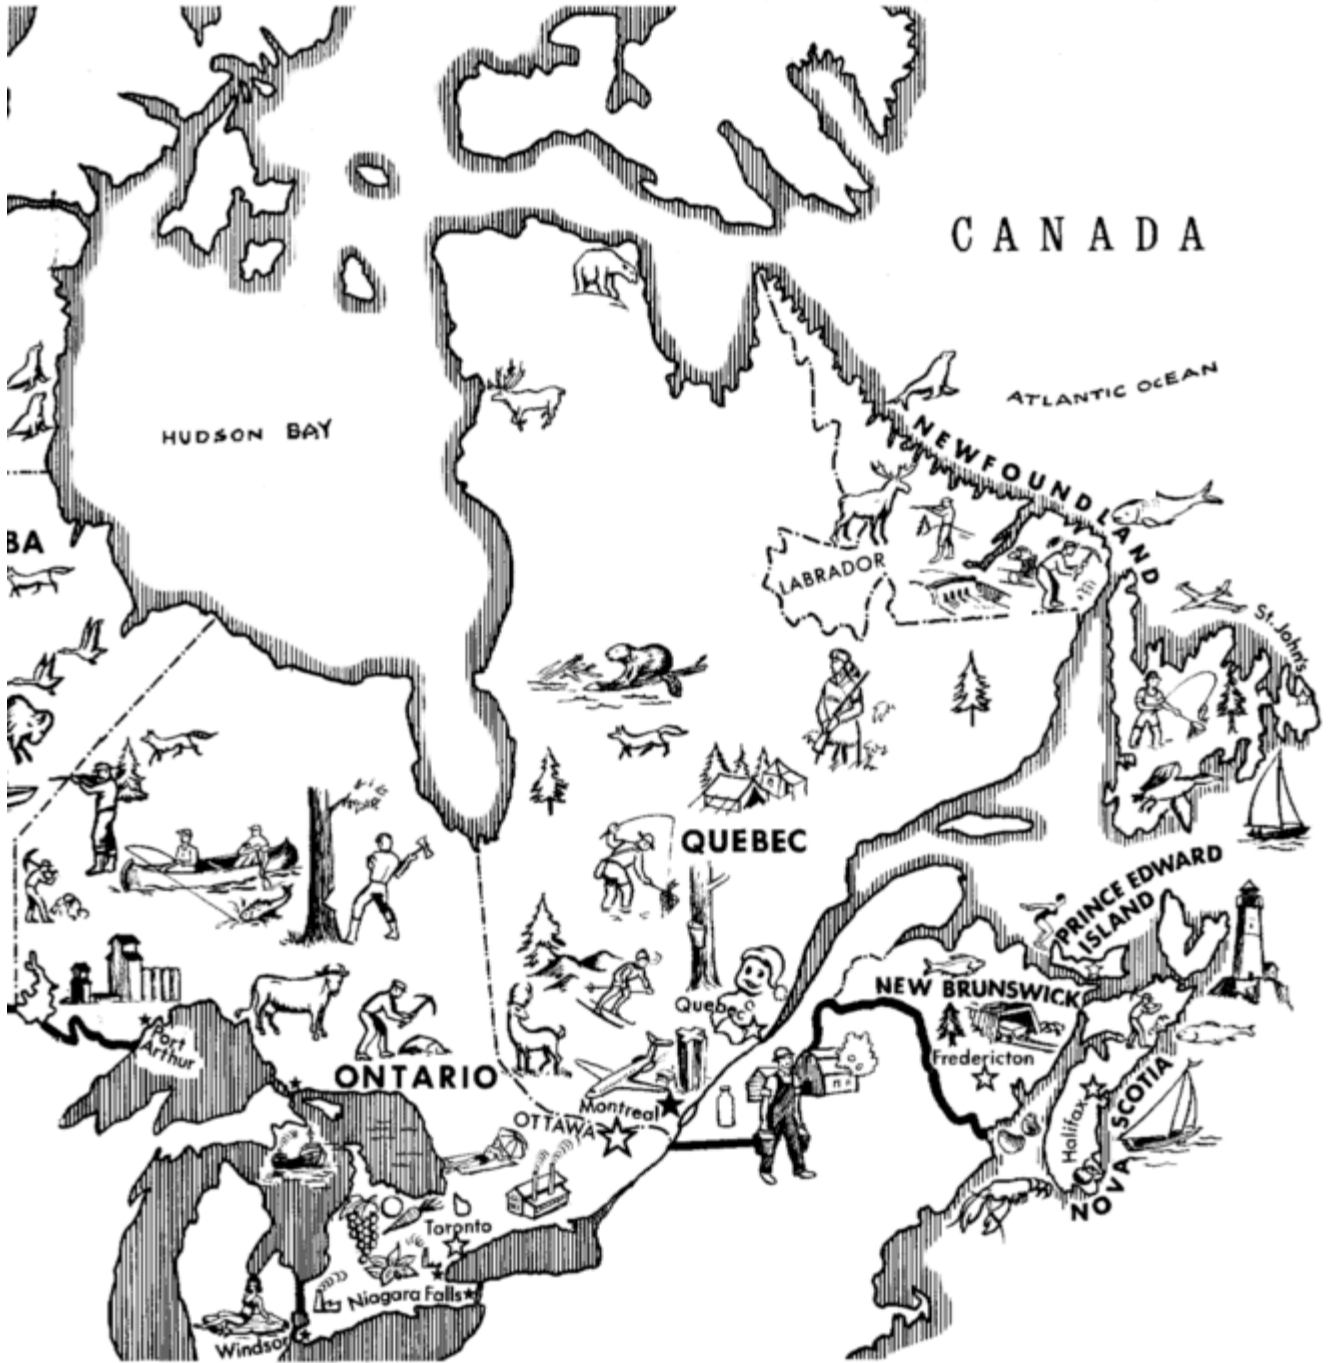 CANADA
ATLANTIC OCEAN
HUDSON BAY
NEWFOUNDLAND
BA
LABRADOR
St. John's
QUEBEC
PRINCE EDWARD
ISLAND
Quebec
NEW BRUNSWICK
Port
Arthur
Fredericton
ONTARIO
Montreal
OTTAWA
Halifax
NOVA SCOTIA
Toronto
Niagara Falls
Windsor